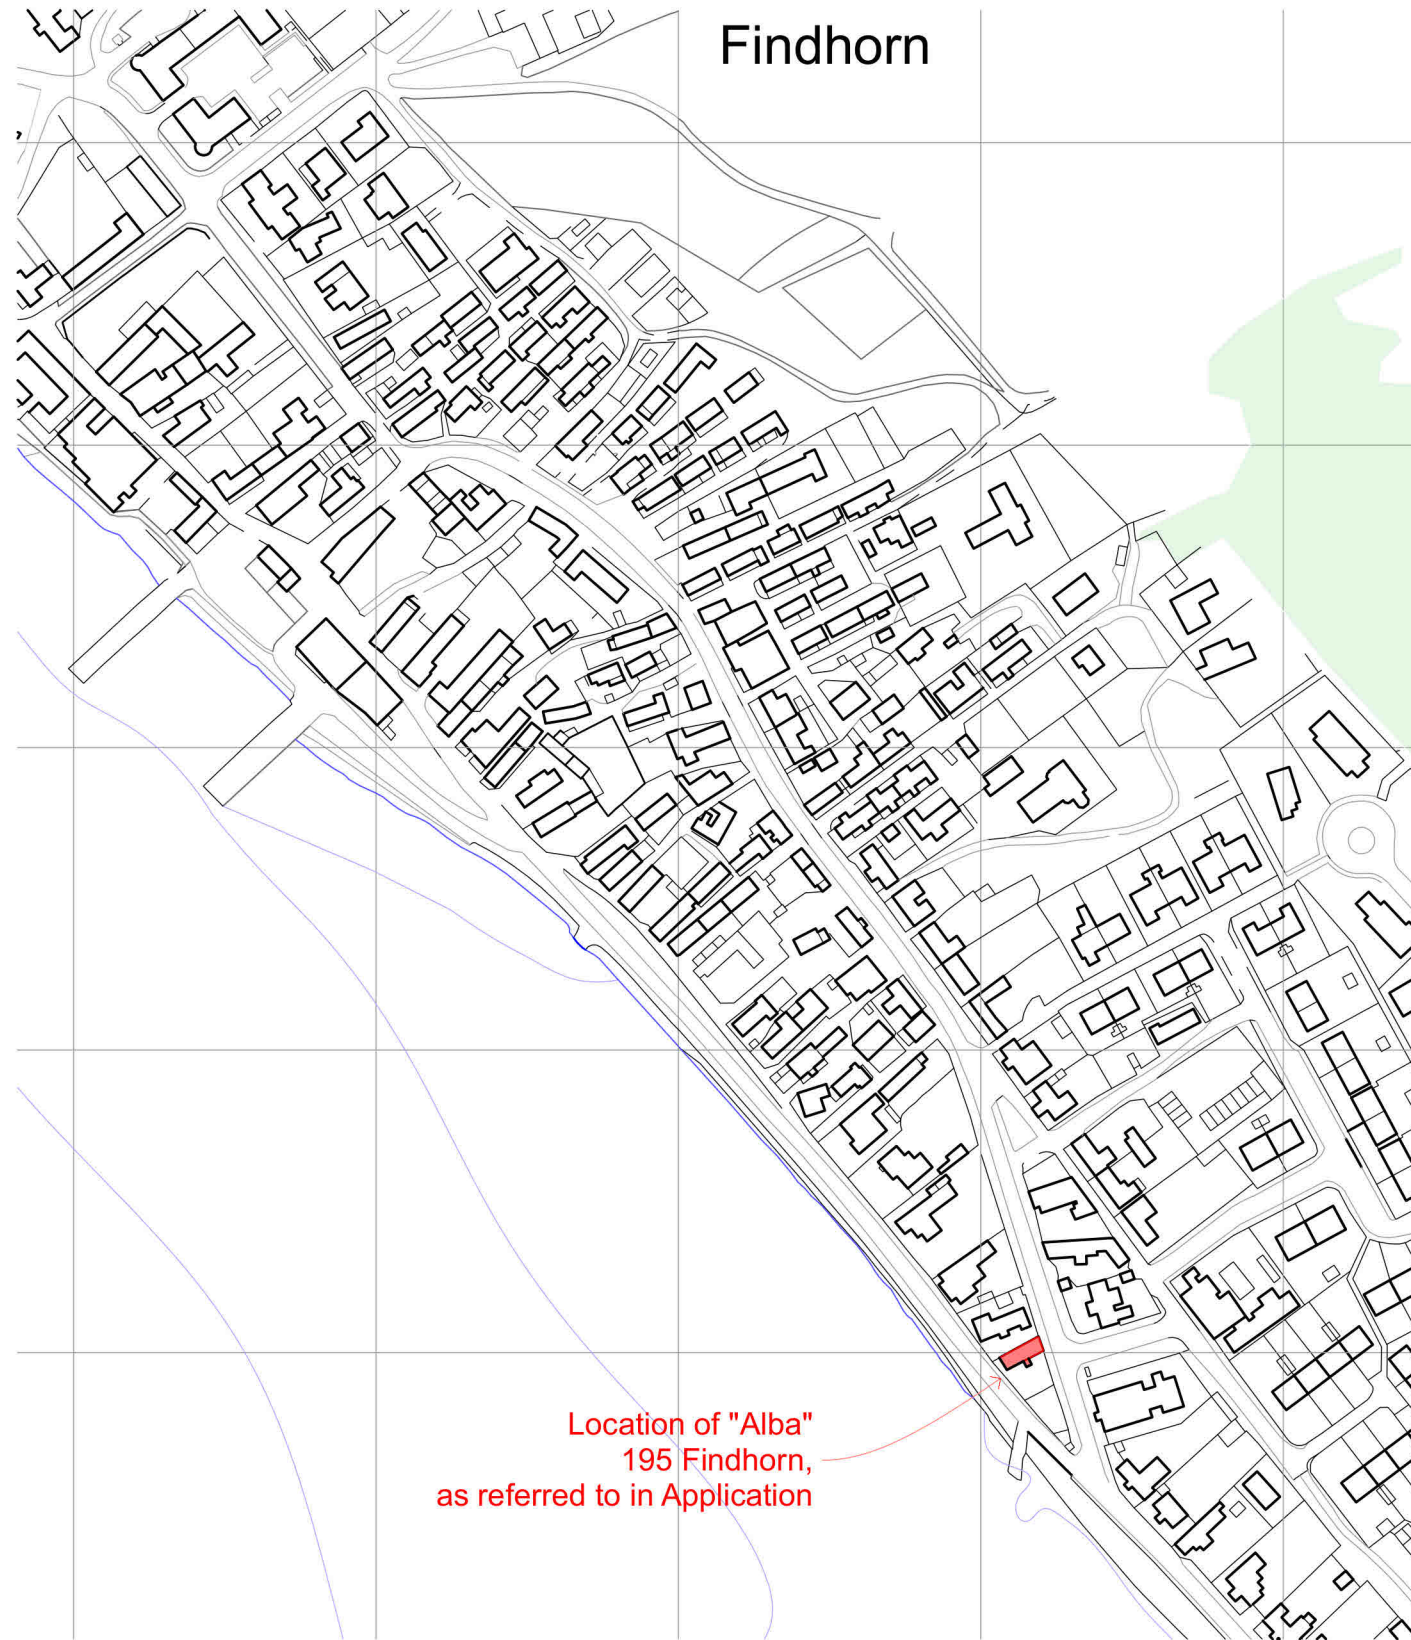 Findhorn
Location of "Alba"
195 Findhorn,
as referred to in Application